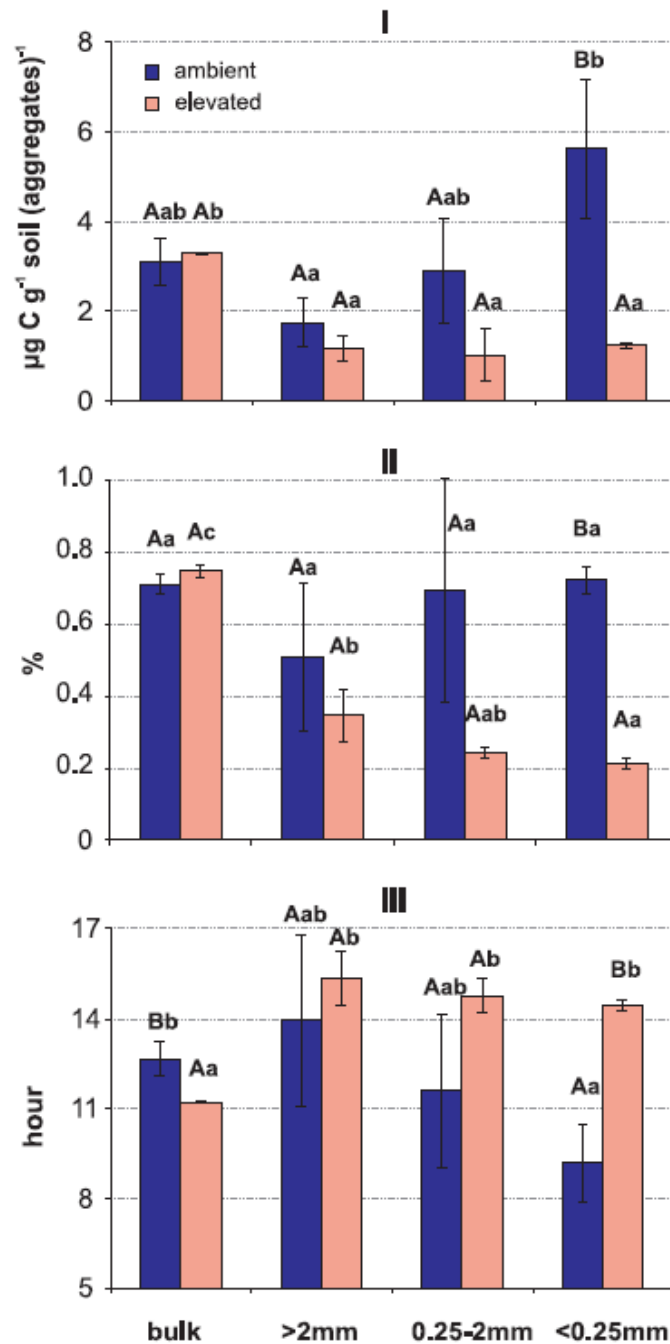 I
8
6
4
2
0
µg C g⁻¹ soil (aggregates)⁻¹
ambient
elevated
Aab Ab
Aa
Aa
Aab
Aa
Bb
Aa
II
1.0
0.8
0.6
0.4
0.2
0
%
Aa
Ac
Aa
Ab
Aa
Aab
Ba
Aa
III
17
14
11
8
5
hour
Bb
Aa
Aab
Ab
Aab
Ab
Aa
Bb
bulk >2mm 0.25-2mm <0.25mm